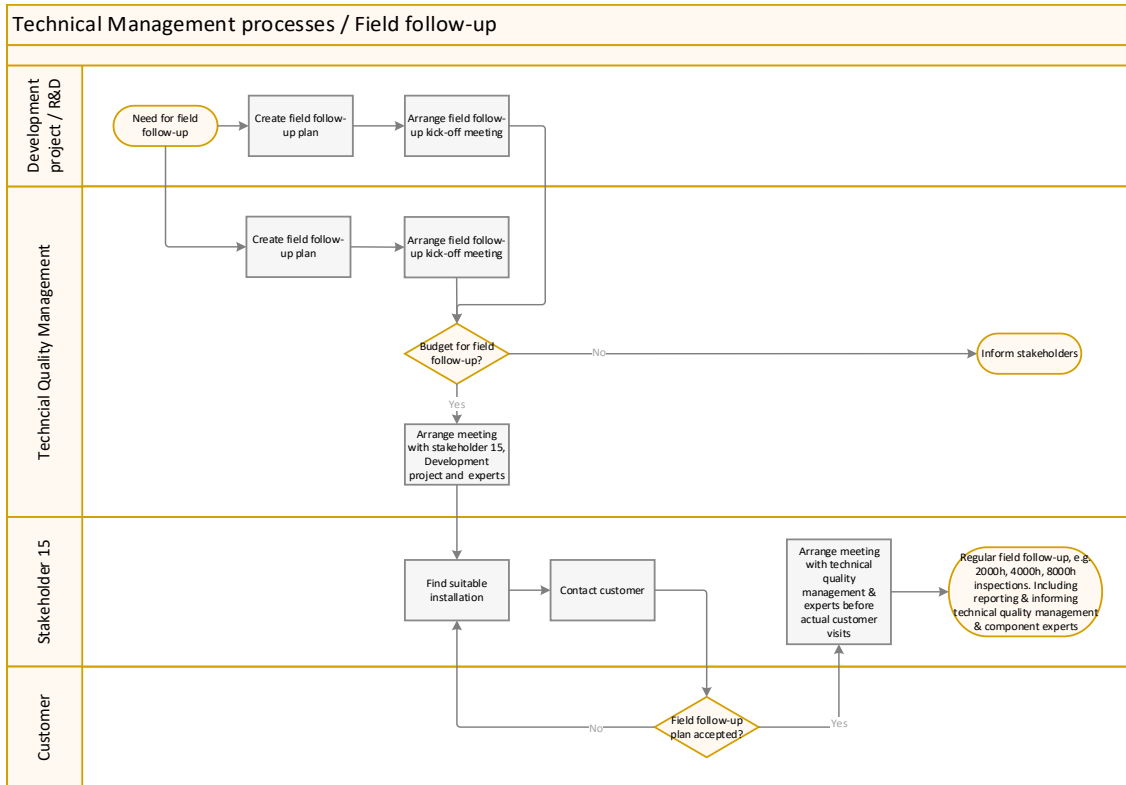 Technical Management processes / Field follow-up
Development
project / R&D
Need for field
follow-up
Create field follow-
up plan
Arrange field follow-
up kick-off meeting
Techncial Quality Management
Create field follow-
up plan
Arrange field follow-
up kick-off meeting
Budget for field
follow-up?
No
Inform stakeholders
Yes
Arrange meeting
with stakeholder 15,
Development
project and experts
Stakeholder 15
Find suitable
installation
Contact customer
Arrange meeting
with technical
quality
management &
experts before
actual customer
visits
Regular field follow-up, e.g.
2000h, 4000h, 8000h
inspections. Including
reporting & informing
technical quality management
& component experts
Customer
No
Field follow-up
plan accepted?
Yes